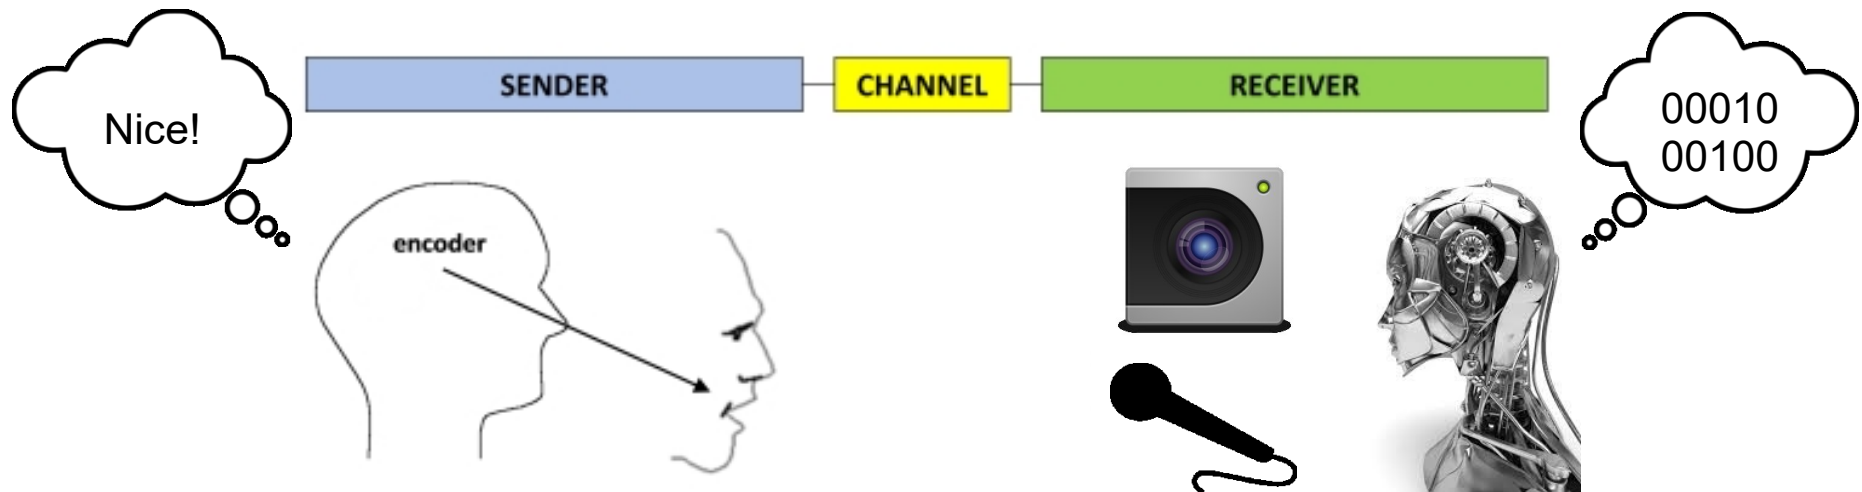 Nice!
SENDER
CHANNEL
RECEIVER
00010
00100
encoder